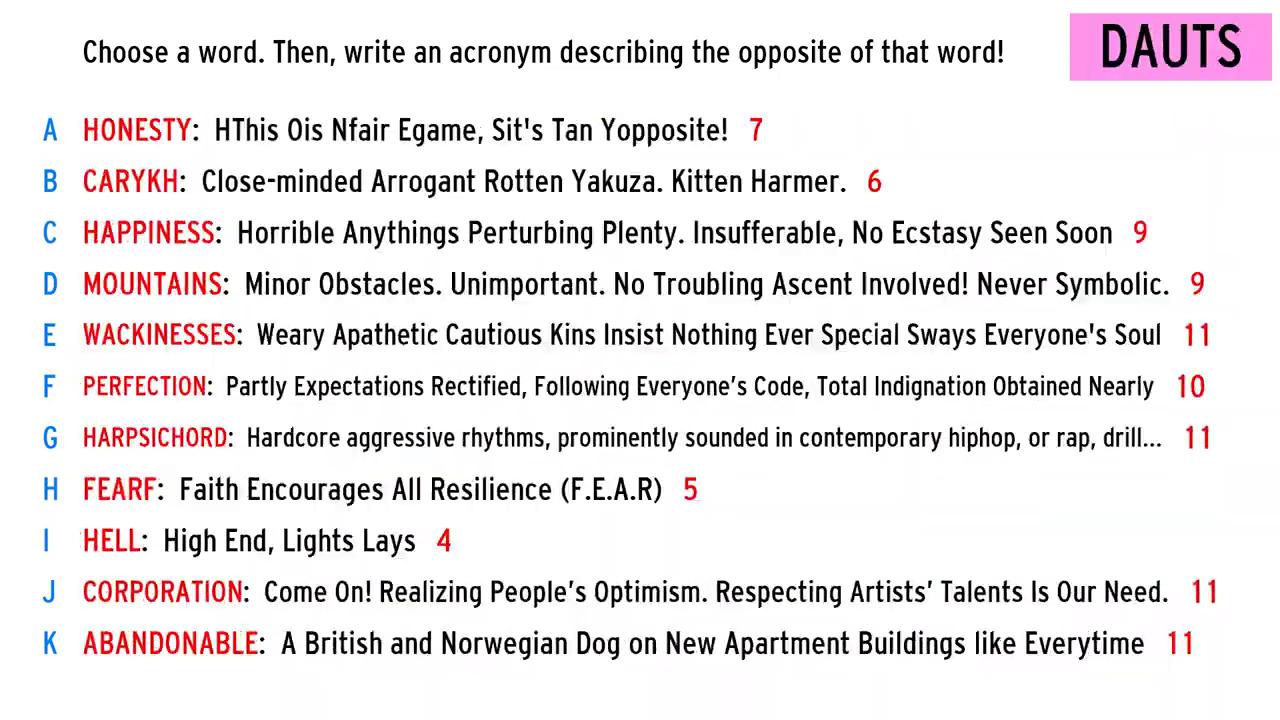 Choose a word. Then, write an acronym describing the opposite of that word!
DAUTS
A HONESTY: HThis Ois Nfair Egame, Sit's Tan Yopposite! 7
B CARYKH: Close-minded Arrogant Rotten Yakuza. Kitten Harmer. 6
C HAPPINESS: Horrible Anythings Perturbing Plenty. Insufferable, No Ecstasy Seen Soon 9
D MOUNTAINS: Minor Obstacles. Unimportant. No Troubling Ascent Involved! Never Symbolic. 9
E WACKINESSES: Weary Apathetic Cautious Kins Insist Nothing Ever Special Sways Everyone's Soul 11
F PERFECTION: Partly Expectations Rectified, Following Everyone’s Code, Total Indignation Obtained Nearly 10
G HARPSICHORD: Hardcore aggressive rhythms, prominently sounded in contemporary hiphop, or rap, drill... 11
H FEARF: Faith Encourages All Resilience (F.E.A.R) 5
I HELL: High End, Lights Lays 4
J CORPORATION: Come On! Realizing People’s Optimism. Respecting Artists’ Talents Is Our Need. 11
K ABANDONABLE: A British and Norwegian Dog on New Apartment Buildings like Everytime 11